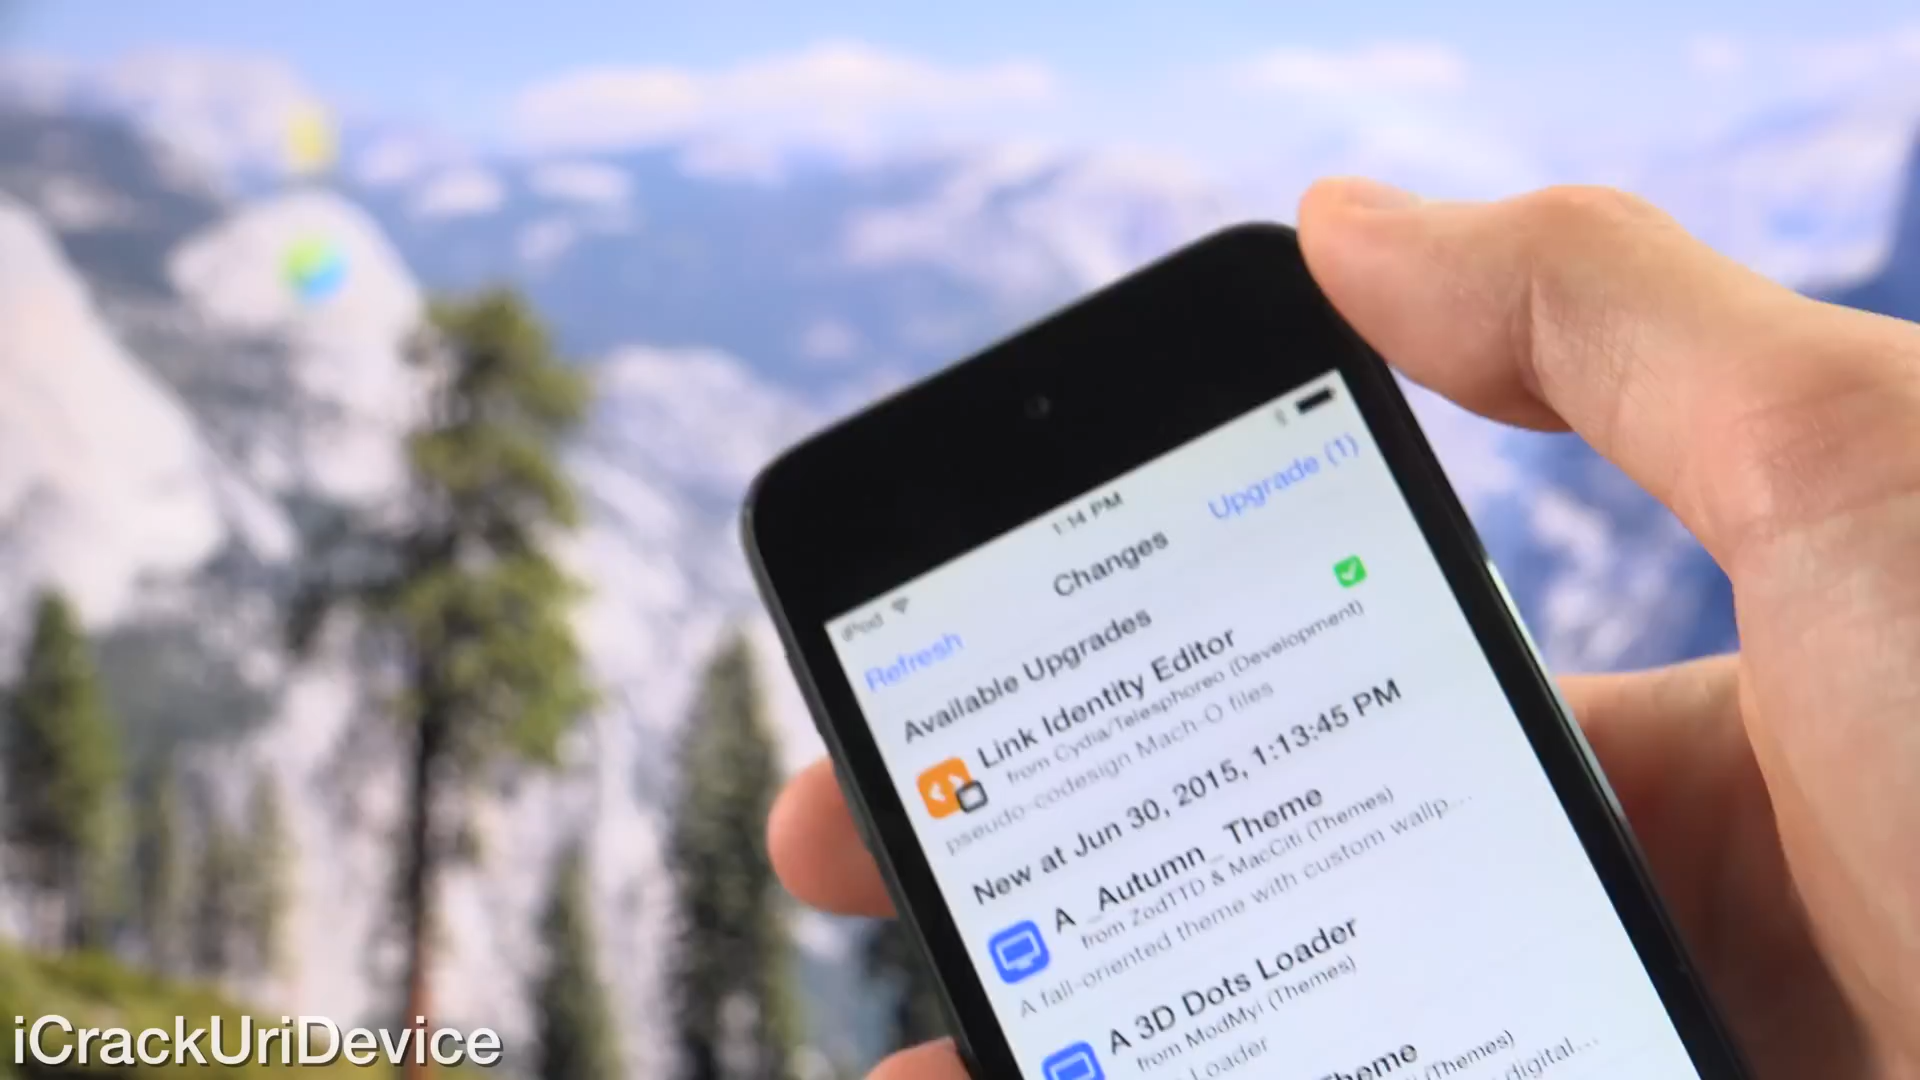 iPod
1:14 PM
Refresh
Changes
Upgrade (1)
Available Upgrades
Link Identity Editor
from Cydia/Telesphoreo (Development)
pseudo-codesign Mach-O files
New at Jun 30, 2015, 1:13:45 PM
A _Autumn_ Theme
from ZodTTD & MacCiti (Themes)
A fall-oriented theme with custom wallp...
A 3D Dots Loader
from ModMyi (Themes)
Loader
Theme
(Themes)
digital...
iCrackUriDevice